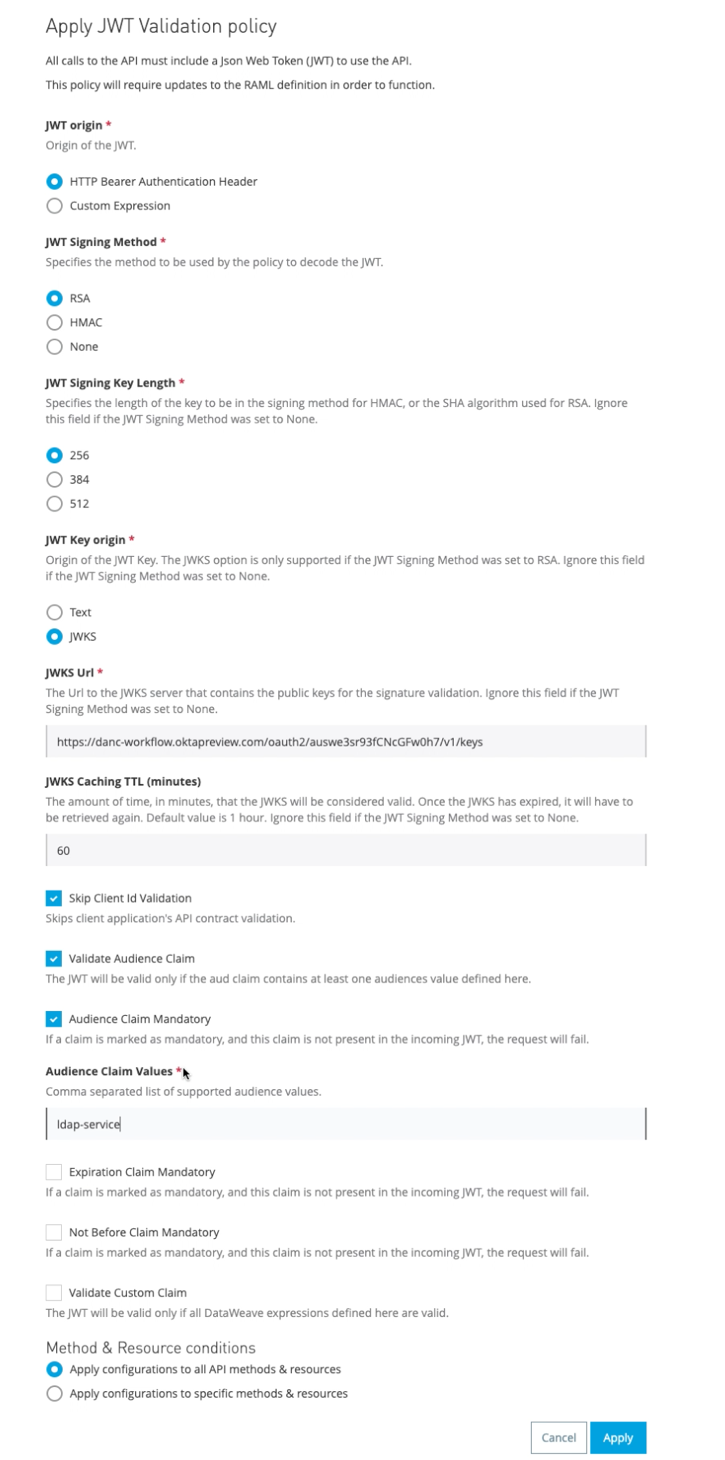 Apply JWT Validation policy
All calls to the API must include a Json Web Token (JWT) to use the API.
This policy will require updates to the RAML definition in order to function.
JWT origin *
Origin of the JWT.
HTTP Bearer Authentication Header
Custom Expression
JWT Signing Method *
Specifies the method to be used by the policy to decode the JWT.
RSA
HMAC
None
JWT Signing Key Length *
Specifies the length of the key to be in the signing method for HMAC, or the SHA algorithm used for RSA. Ignore
this field if the JWT Signing Method was set to None.
256
384
512
JWT Key origin *
Origin of the JWT Key. The JWKS option is only supported if the JWT Signing Method was set to RSA. Ignore this field
if the JWT Signing Method was set to None.
Text
JWKS
JWKS Url *
The Url to the JWKS server that contains the public keys for the signature validation. Ignore this field if the JWT
Signing Method was set to None.
https://danc-workflow.oktapreview.com/oauth2/auswe3sr93fCNcGFw0h7/v1/keys
JWKS Caching TTL (minutes)
The amount of time, in minutes, that the JWKS will be considered valid. Once the JWKS has expired, it will have to
be retrieved again. Default value is 1 hour. Ignore this field if the JWT Signing Method was set to None.
60
Skip Client Id Validation
Skips client application's API contract validation.
Validate Audience Claim
The JWT will be valid only if the aud claim contains at least one audiences value defined here.
Audience Claim Mandatory
If a claim is marked as mandatory, and this claim is not present in the incoming JWT, the request will fail.
Audience Claim Values *
Comma separated list of supported audience values.
ldap-service
Expiration Claim Mandatory
If a claim is marked as mandatory, and this claim is not present in the incoming JWT, the request will fail.
Not Before Claim Mandatory
If a claim is marked as mandatory, and this claim is not present in the incoming JWT, the request will fail.
Validate Custom Claim
The JWT will be valid only if all DataWeave expressions defined here are valid.
Method & Resource conditions
Apply configurations to all API methods & resources
Apply configurations to specific methods & resources
Cancel Apply